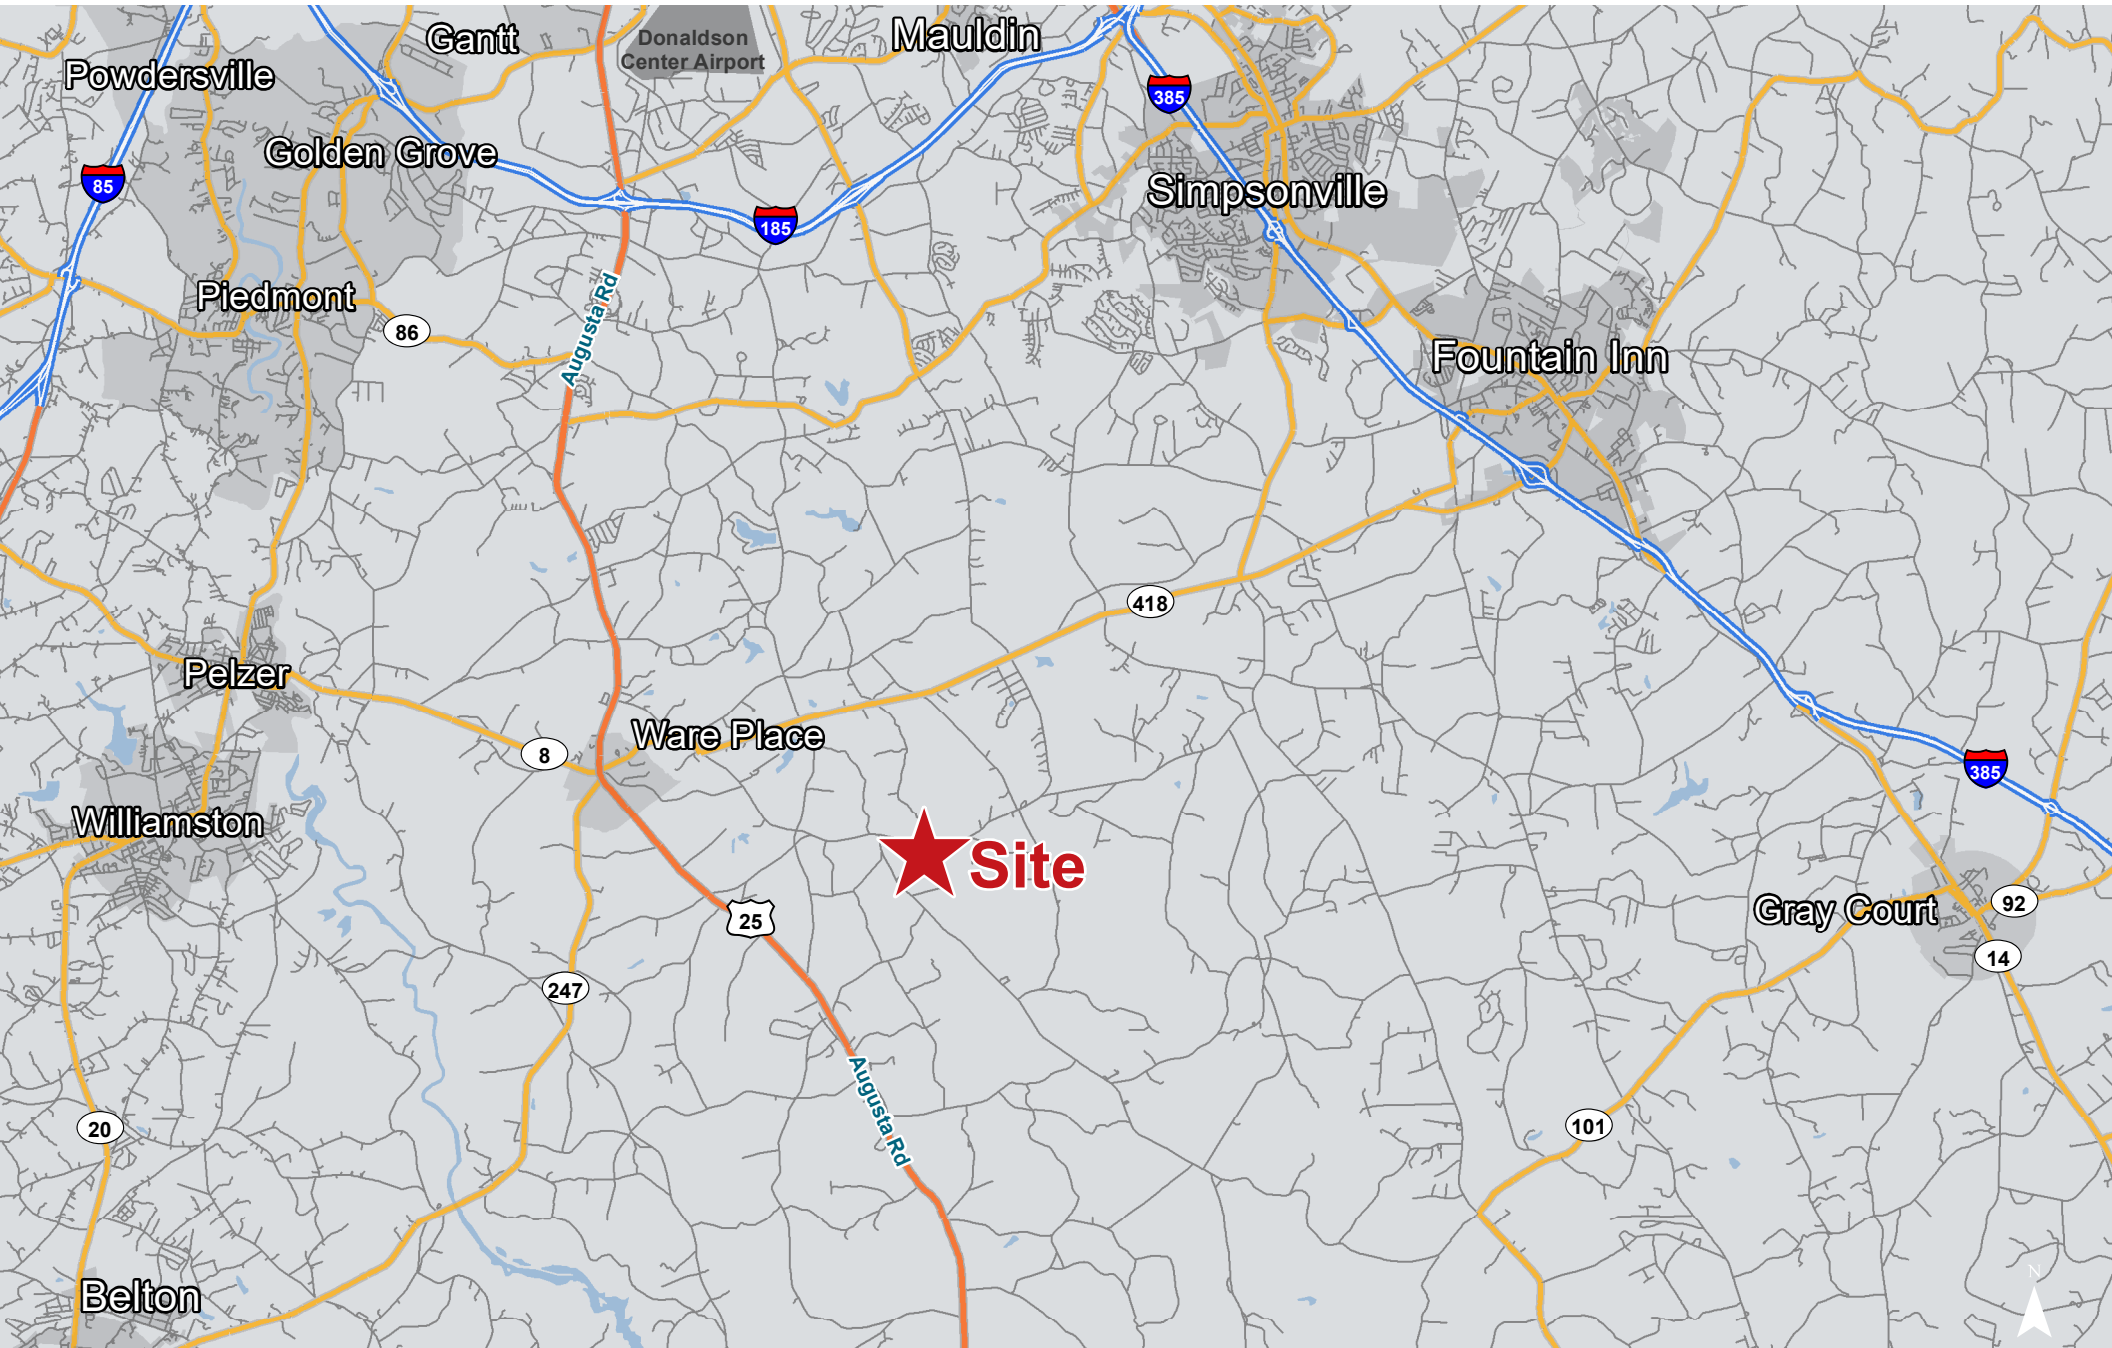 Gantt
Donaldson
Center Airport
Mauldin
Powdersville
385
Golden Grove
85
Simpsonville
185
Augusta Rd
Piedmont
86
Fountain Inn
418
Pelzer
Ware Place
8
385
Williamston
Site
25
Gray Court
92
14
247
Augusta Rd
20
101
N
Belton